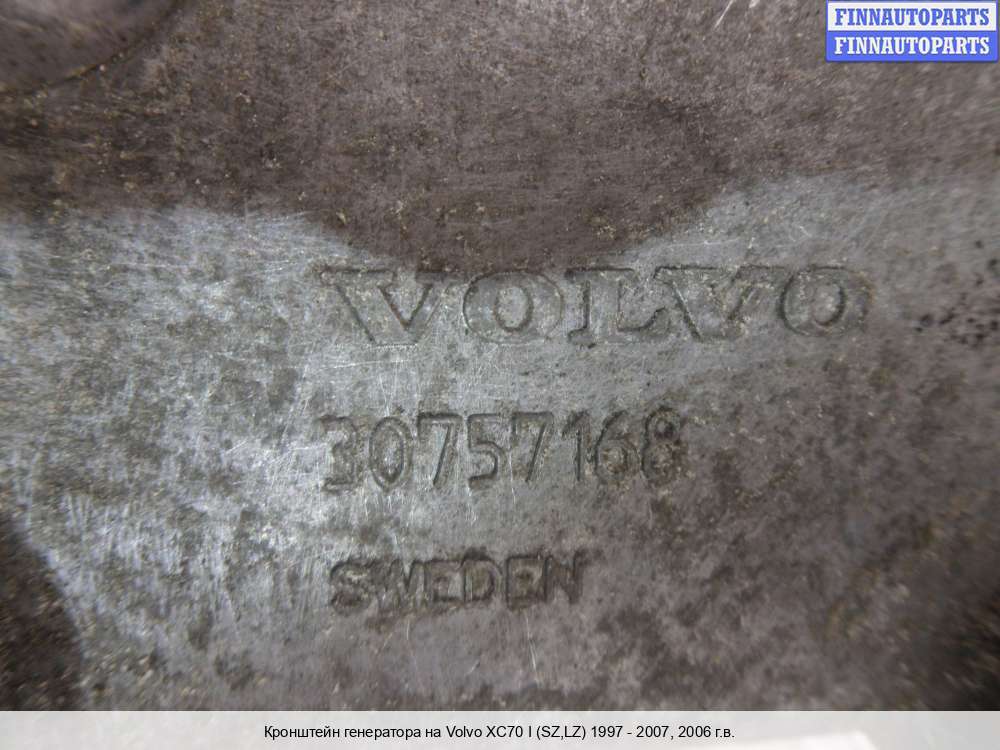 FINNAUTOPARTS
FINNAUTOPARTS
VOLVO
30757168
SWEDEN
Кронштейн генератора на Volvo XC70 I (SZ,LZ) 1997 - 2007, 2006 г.в.